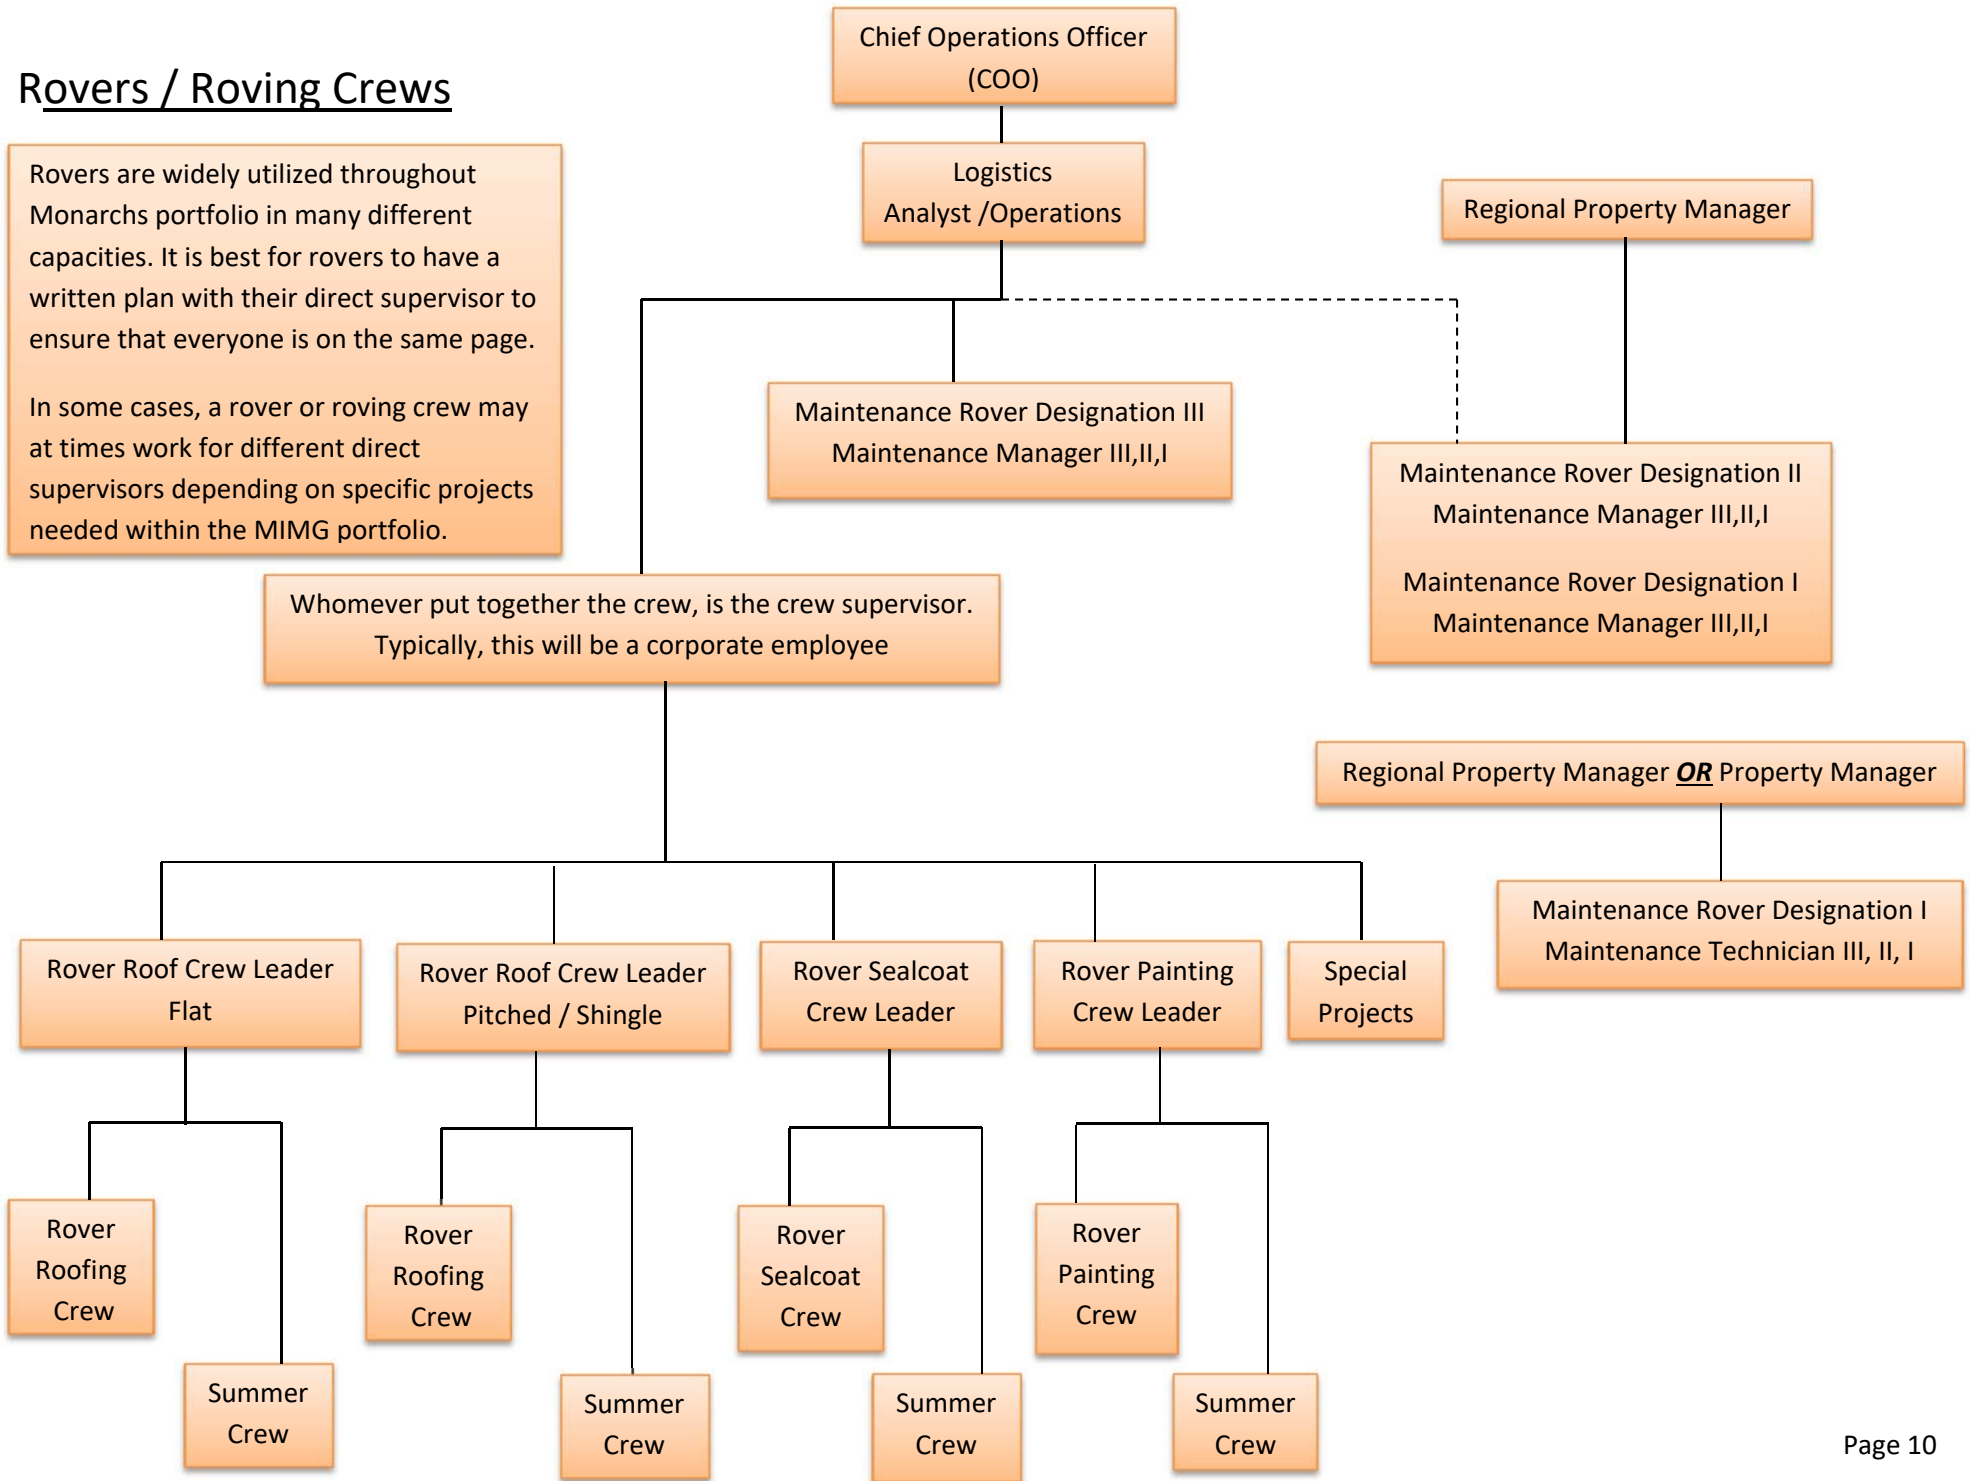 Rovers / Roving Crews
Chief Operations Officer
(COO)
Logistics
Analyst /Operations
Regional Property Manager
Rovers are widely utilized throughout
Monarchs portfolio in many different
capacities. It is best for rovers to have a
written plan with their direct supervisor to
ensure that everyone is on the same page.
In some cases, a rover or roving crew may
at times work for different direct
supervisors depending on specific projects
needed within the MIMG portfolio.
Maintenance Rover Designation III
Maintenance Manager III,II,I
Maintenance Rover Designation II
Maintenance Manager III,II,I
Maintenance Rover Designation I
Maintenance Manager III,II,I
Whomever put together the crew, is the crew supervisor.
Typically, this will be a corporate employee
Regional Property Manager OR Property Manager
Maintenance Rover Designation I
Maintenance Technician III, II, I
Rover Roof Crew Leader
Flat
Rover Roof Crew Leader
Pitched / Shingle
Rover Sealcoat
Crew Leader
Rover Painting
Crew Leader
Special
Projects
Rover
Roofing
Crew
Summer
Crew
Rover
Roofing
Crew
Summer
Crew
Rover
Sealcoat
Crew
Summer
Crew
Rover
Painting
Crew
Summer
Crew
Page 10